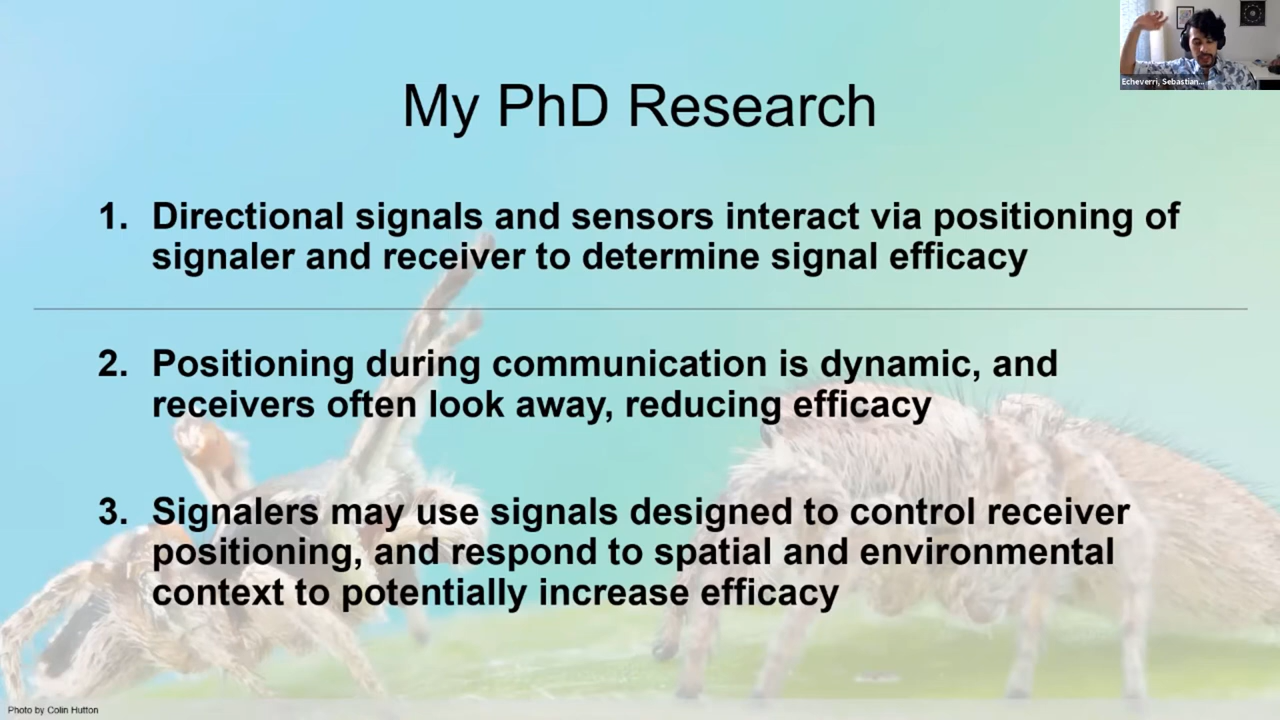 Echeverri, Sebastian...
My PhD Research
1. Directional signals and sensors interact via positioning of
signaler and receiver to determine signal efficacy
2. Positioning during communication is dynamic, and
receivers often look away, reducing efficacy
3. Signalers may use signals designed to control receiver
positioning, and respond to spatial and environmental
context to potentially increase efficacy
Photo by Colin Hutton